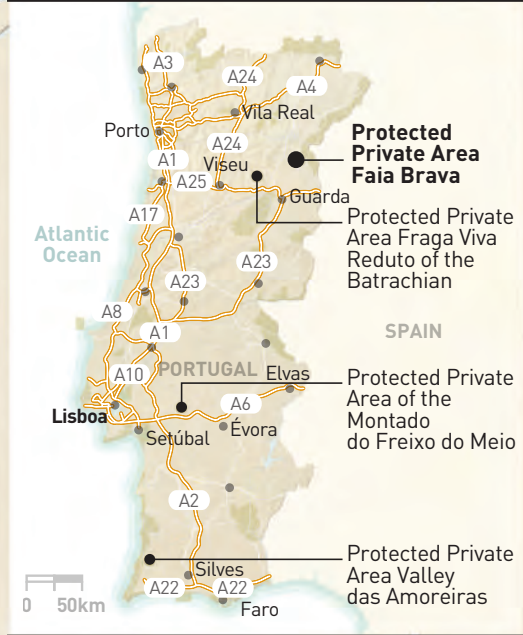 A3
A24
A4
Vila Real
Porto
A24
Protected
Private Area
Faia Brava
A1
Viseu
A25
Guarda
A17
Protected Private
Area Fraga Viva
Reduto of the
Batrachian
Atlantic
Ocean
A23
A23
A8
A1
SPAIN
PORTUGAL
A10
Elvas
Protected Private
Area of the
Montado
do Freixo do Meio
A6
Lisboa
Évora
Setúbal
A2
Protected Private
Area Valley
das Amoreiras
Silves
A22
A22
0 50km
Faro